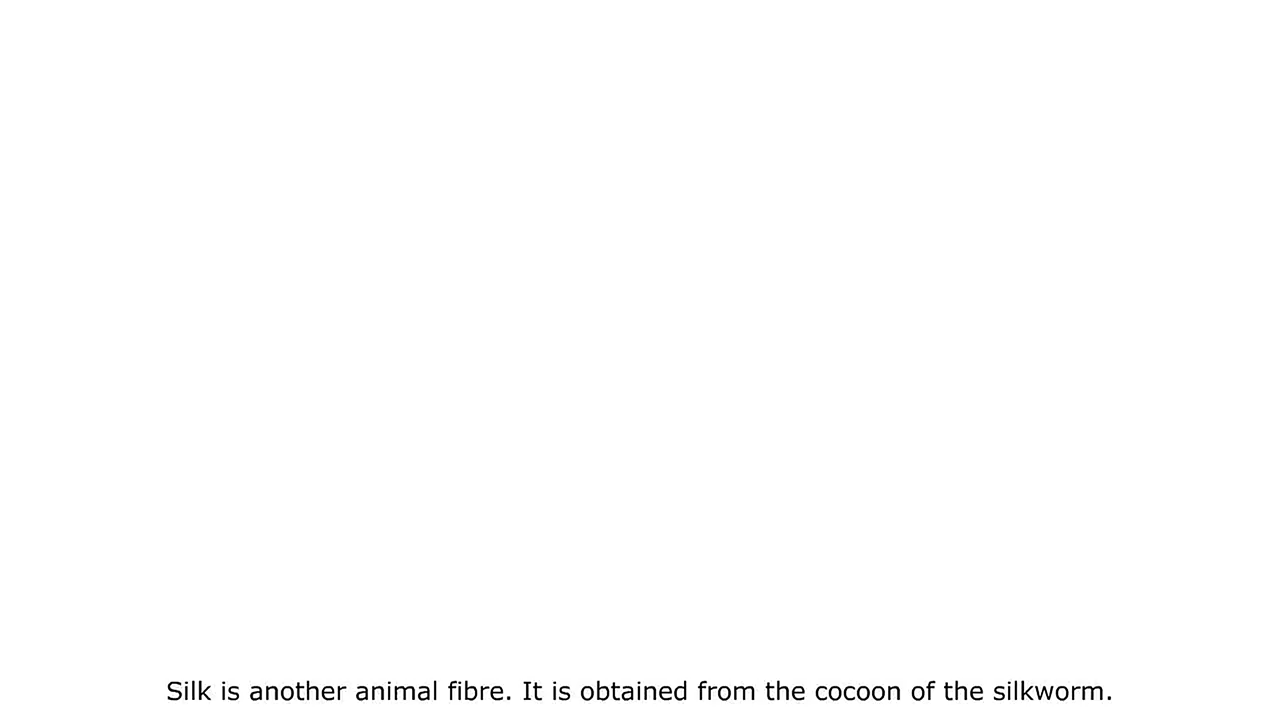 Silk is another animal fibre. It is obtained from the cocoon of the silkworm.